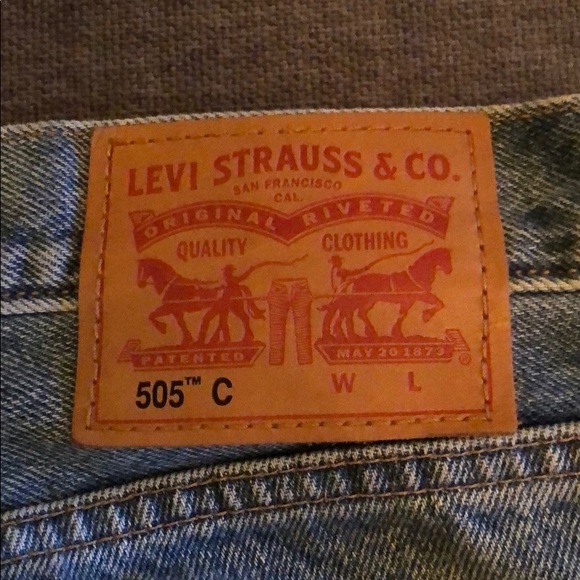 LEVI STRAUSS & CO.
SAN FRANCISCO
CAL.
ORIGINAL RIVETED
QUALITY CLOTHING
PATENTED MAY 20 1873 ®
505™ C W L